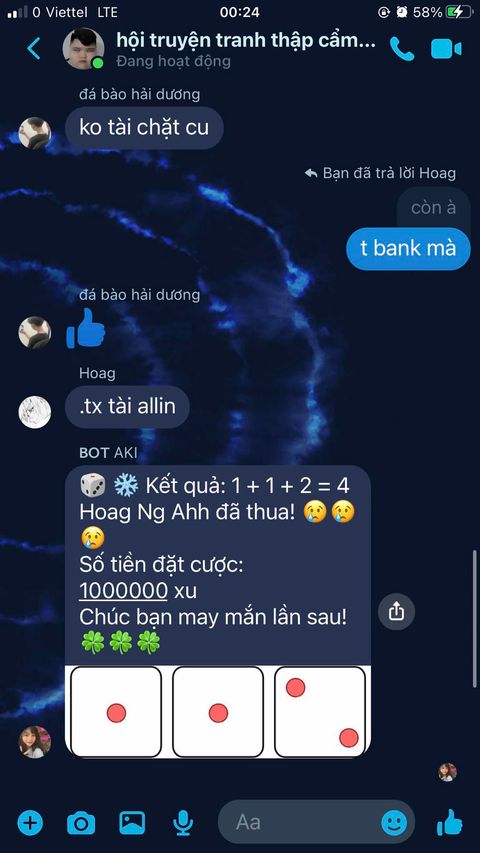 0 Viettel LTE 00:24 58%
hội truyện tranh thập cẩm...
Đang hoạt động
đá bào hải dương
ko tài chặt cu
Bạn đã trả lời Hoag
còn à
t bank mà
đá bào hải dương
Hoag
.tx tài allin
BOT AKI
🎲 ❄️ Kết quả: 1 + 1 + 2 = 4
Hoag Ng Ahh đã thua! 😢😢
😢
Số tiền đặt cược:
1000000 xu
Chúc bạn may mắn lần sau!
🍀🍀🍀
Aa